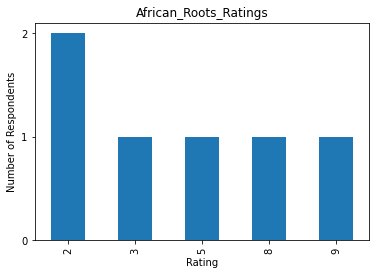 African_Roots_Ratings
Number of Respondents
2
1
0
2
3
5
8
9
Rating